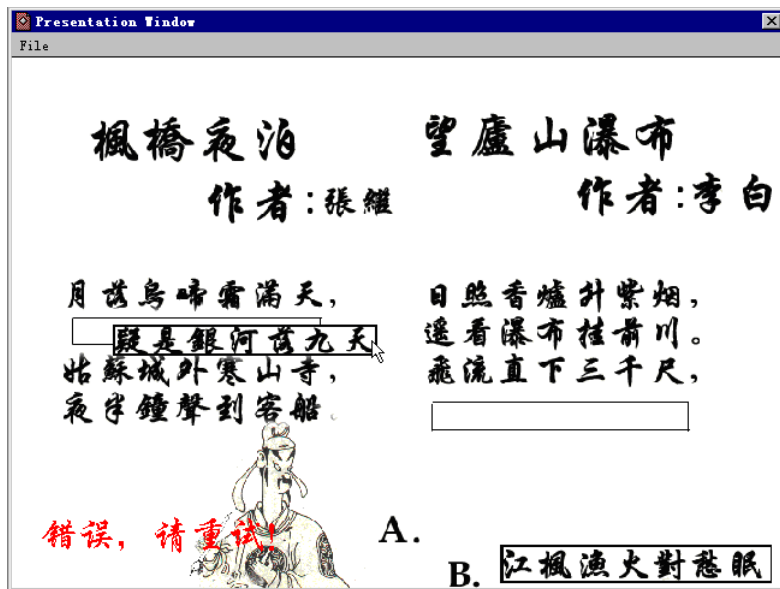 Presentation Window
File
楓橋夜泊
作者:張繼
月落烏啼霜滿天，
疑是銀河落九天
姑蘇城外寒山寺，
夜半鐘聲到客船。
望廬山瀑布
作者:李白
日照香爐升紫烟，
遥看瀑布挂前川。
飛流直下三千尺，
错误，请重试！
A.
B. 江楓漁火對愁眠